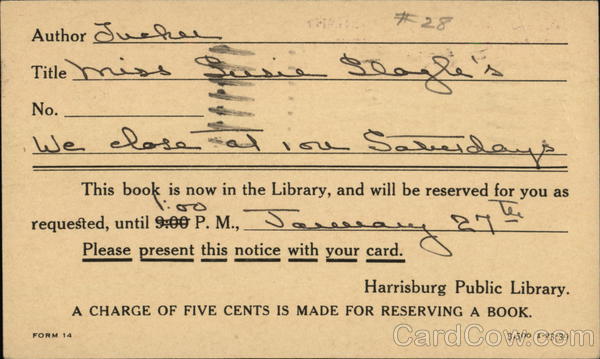 # 28
Author Tucker
Title Miss Susie Slagle's
No.
We close at 1 on Saturdays
This book is now in the Library, and will be reserved for you as
1:00
requested, until 9:00 P. M., January 27th
Please present this notice with your card.
Harrisburg Public Library.
A CHARGE OF FIVE CENTS IS MADE FOR RESERVING A BOOK.
FORM 14
CardCow.com